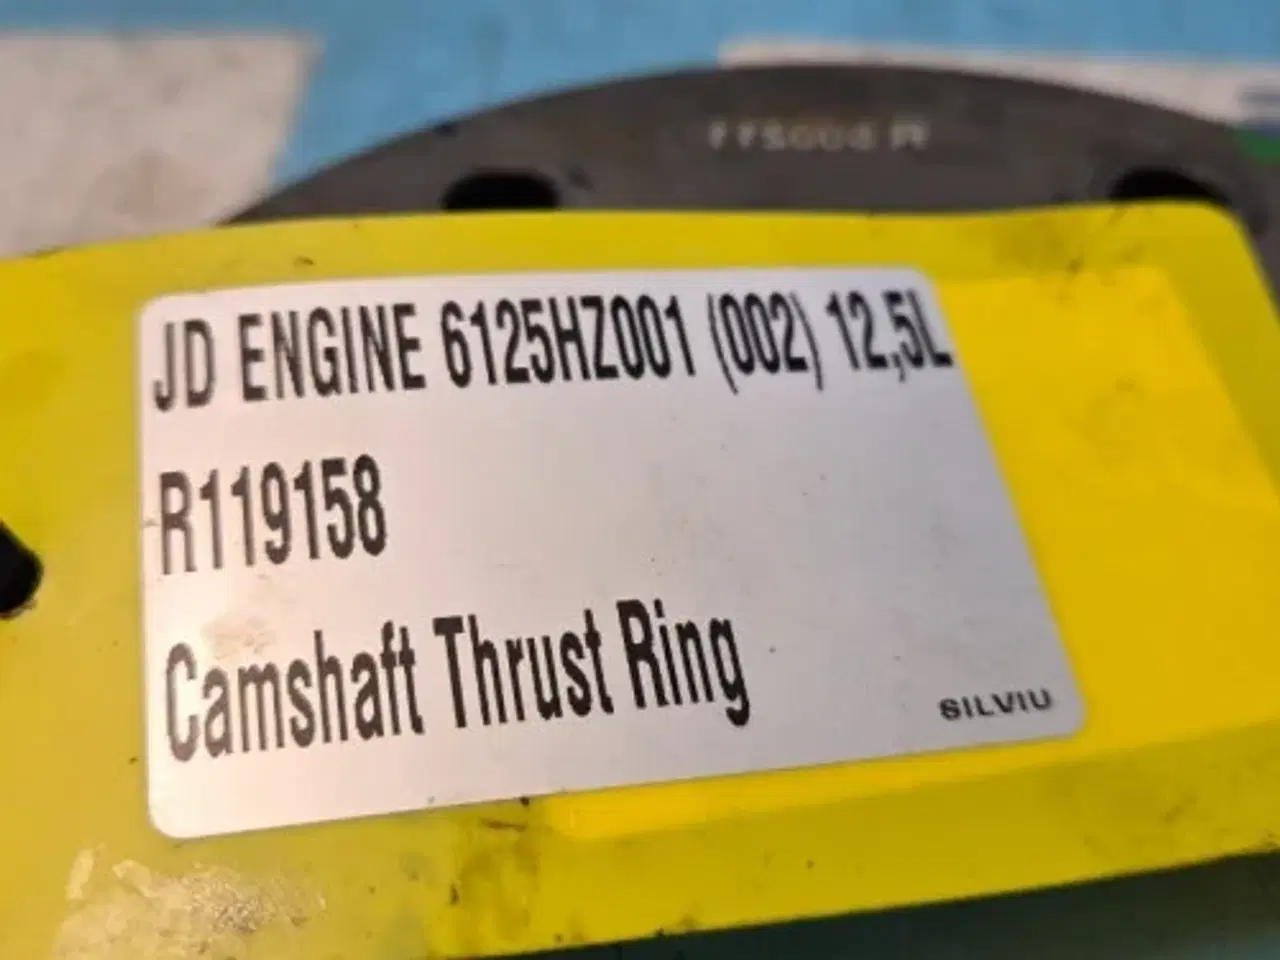 JD ENGINE 6125HZ001 (002) 12,5L
R119158
Camshaft Thrust Ring
SILVIU